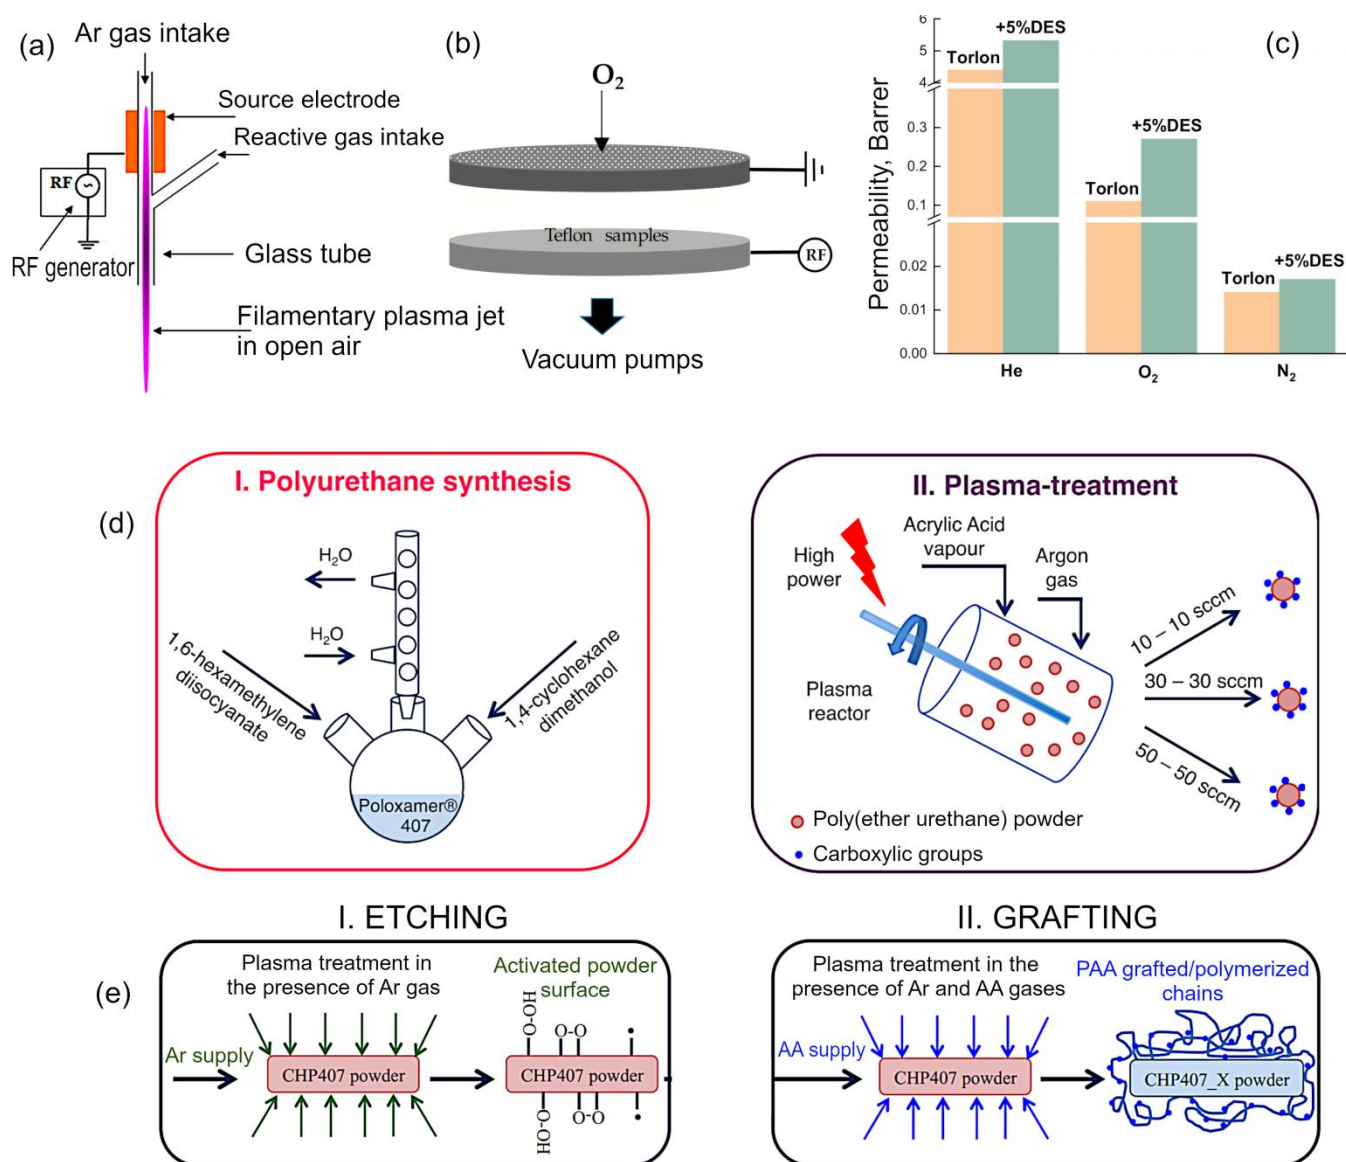 (a)
Ar gas intake
Source electrode
Reactive gas intake
RF
RF generator
Glass tube
Filamentary plasma jet
in open air
(b)
O₂
Teflon samples
RF
Vacuum pumps
(c)
Permeability, Barrer
6
5
4
0.3
0.2
0.1
0.02
0.01
0.00
Torlon
+5%DES
Torlon
+5%DES
Torlon
+5%DES
He
O₂
N₂
(d)
I. Polyurethane synthesis
H₂O
H₂O
1,6-hexamethylene
diisocyanate
1,4-cyclohexane
dimethanol
Poloxamer®
407
II. Plasma-treatment
High
power
Acrylic Acid
vapour
Argon
gas
Plasma
reactor
10 – 10 sccm
30 – 30 sccm
50 – 50 sccm
Poly(ether urethane) powder
Carboxylic groups
(e)
I. ETCHING
Plasma treatment in
the presence of Ar gas
Activated powder
surface
Ar supply
CHP407 powder
O-OH
O-O
CHP407 powder
HO-O
O-O
II. GRAFTING
Plasma treatment in the
presence of Ar and AA gases
PAA grafted/polymerized
chains
AA supply
CHP407 powder
CHP407_X powder